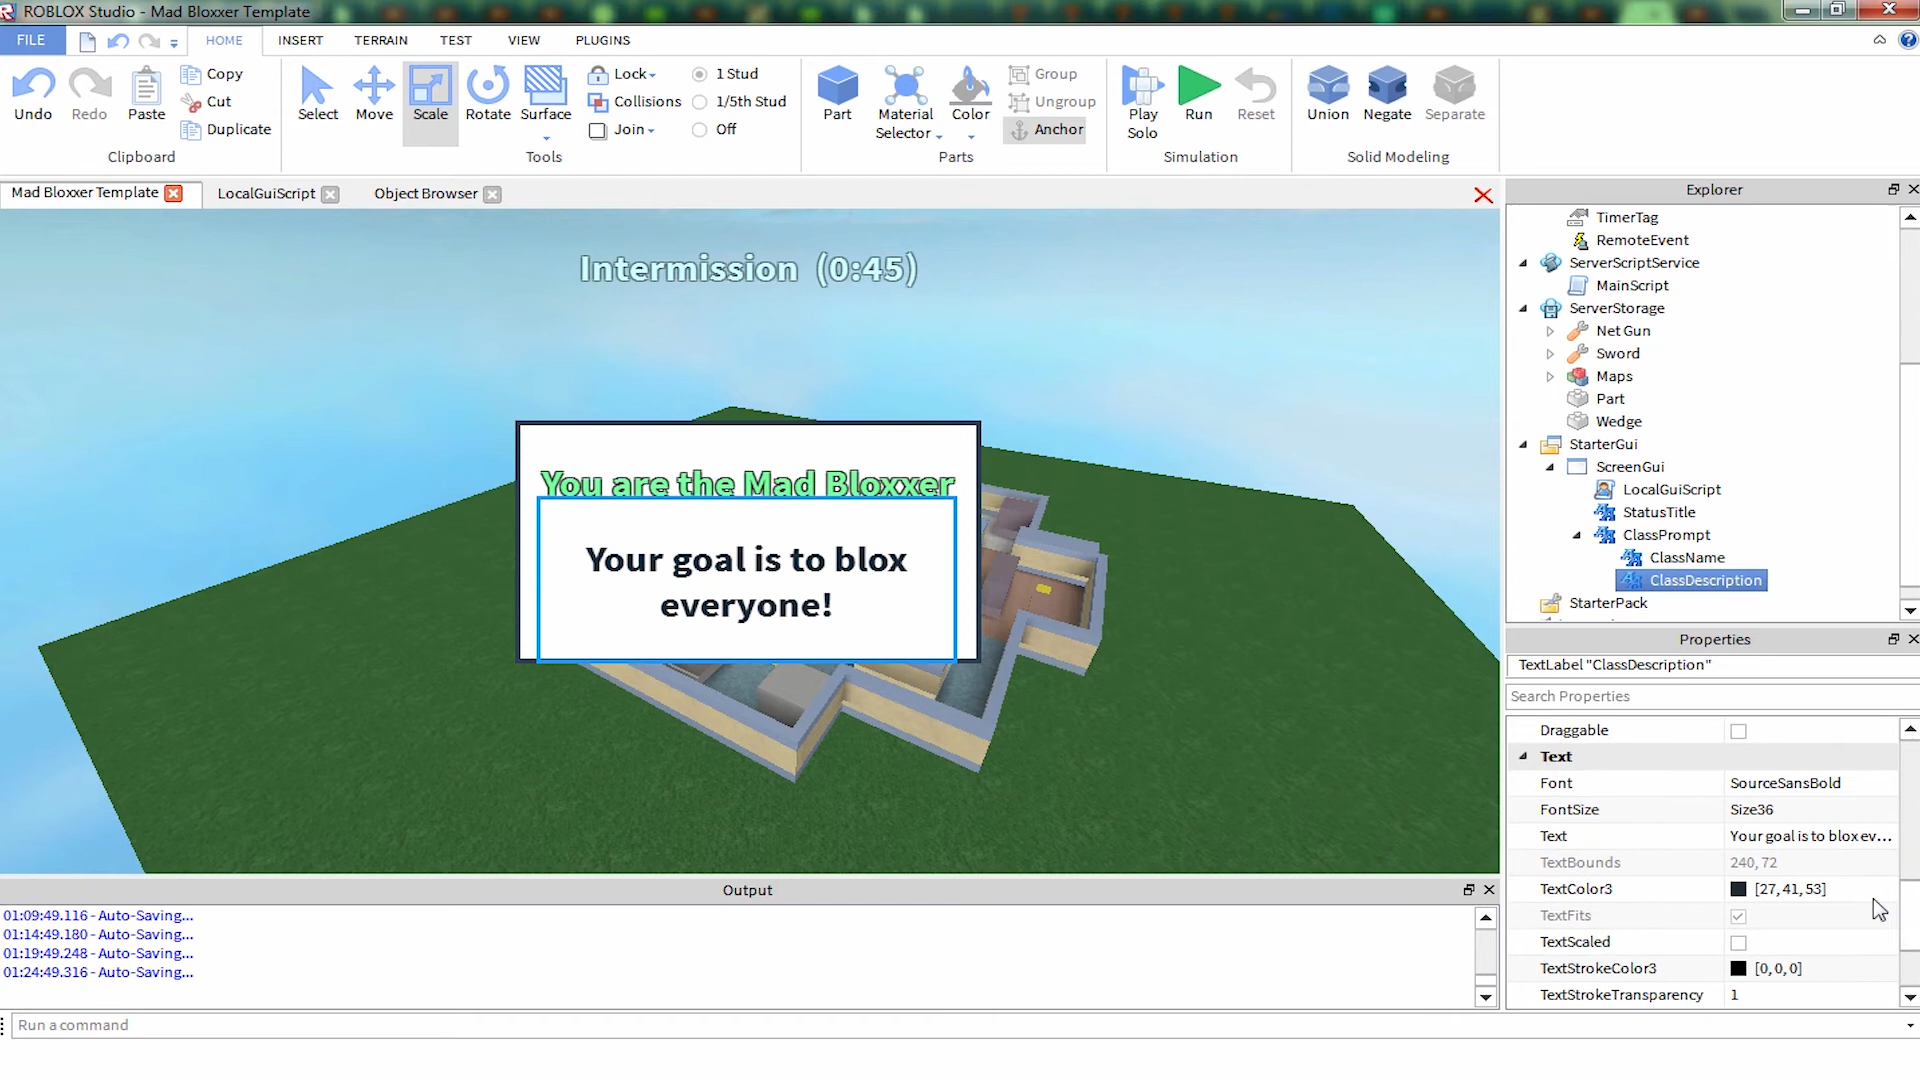 ROBLOX Studio - Mad Bloxxer Template
FILE
HOME
INSERT
TERRAIN
TEST
VIEW
PLUGINS
Undo
Redo
Paste
Copy
Cut
Duplicate
Clipboard
Select
Move
Scale
Rotate
Surface
Lock
Collisions
Join
1 Stud
1/5th Stud
Off
Tools
Part
Material
Selector
Color
Group
Ungroup
Anchor
Parts
Play
Solo
Run
Reset
Simulation
Union
Negate
Separate
Solid Modeling
Mad Bloxxer Template
LocalGuiScript
Object Browser
Intermission (0:45)
You are the Mad Bloxxer
Your goal is to blox
everyone!
Explorer
TimerTag
RemoteEvent
ServerScriptService
MainScript
ServerStorage
Net Gun
Sword
Maps
Part
Wedge
StarterGui
ScreenGui
LocalGuiScript
StatusTitle
ClassPrompt
ClassName
ClassDescription
StarterPack
Properties
TextLabel "ClassDescription"
Search Properties
Draggable
Text
Font SourceSansBold
FontSize Size36
Text Your goal is to blox ev...
TextBounds 240, 72
TextColor3 [27, 41, 53]
TextFits
TextScaled
TextStrokeColor3 [0, 0, 0]
TextStrokeTransparency 1
Output
01:09:49.116 - Auto-Saving...
01:14:49.180 - Auto-Saving...
01:19:49.248 - Auto-Saving...
01:24:49.316 - Auto-Saving...
Run a command